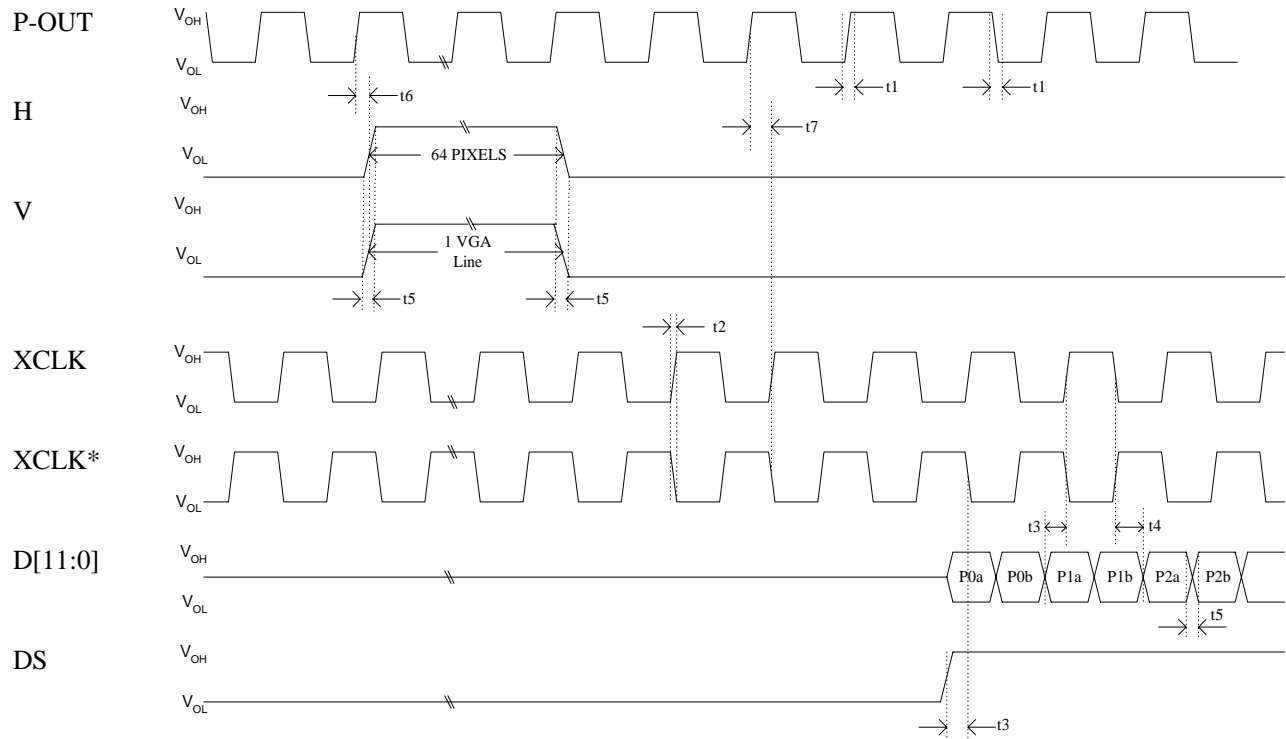 P-OUT
VOH
VOL
t6
t1
t1
H
VOH
VOL
64 PIXELS
t7
V
VOH
VOL
1 VGA
Line
t5
t5
t2
XCLK
VOH
VOL
XCLK*
VOH
VOL
t3
t4
D[11:0]
VOH
VOL
P0a
P0b
P1a
P1b
P2a
P2b
t5
DS
VOH
VOL
t3